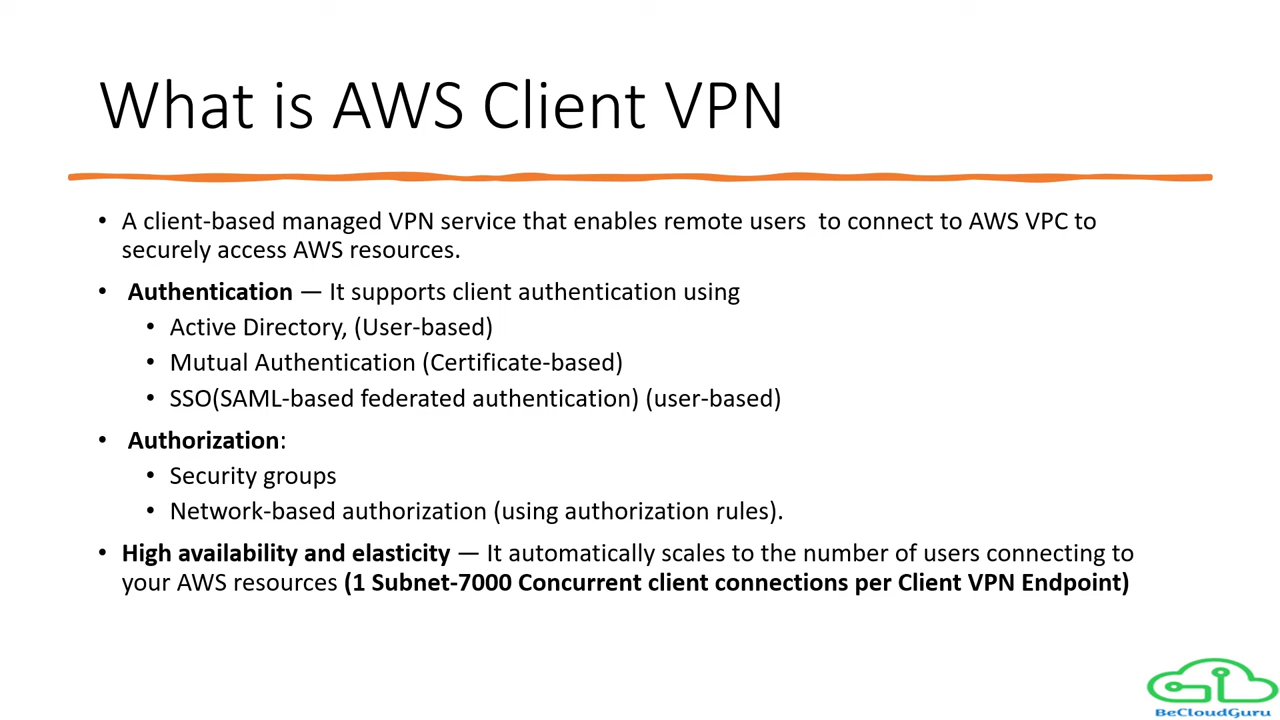 What is AWS Client VPN
• A client-based managed VPN service that enables remote users  to connect to AWS VPC to
securely access AWS resources.
• Authentication — It supports client authentication using
• Active Directory, (User-based)
• Mutual Authentication (Certificate-based)
• SSO(SAML-based federated authentication) (user-based)
• Authorization:
• Security groups
• Network-based authorization (using authorization rules).
• High availability and elasticity — It automatically scales to the number of users connecting to
your AWS resources (1 Subnet-7000 Concurrent client connections per Client VPN Endpoint)
BeCloudGuru